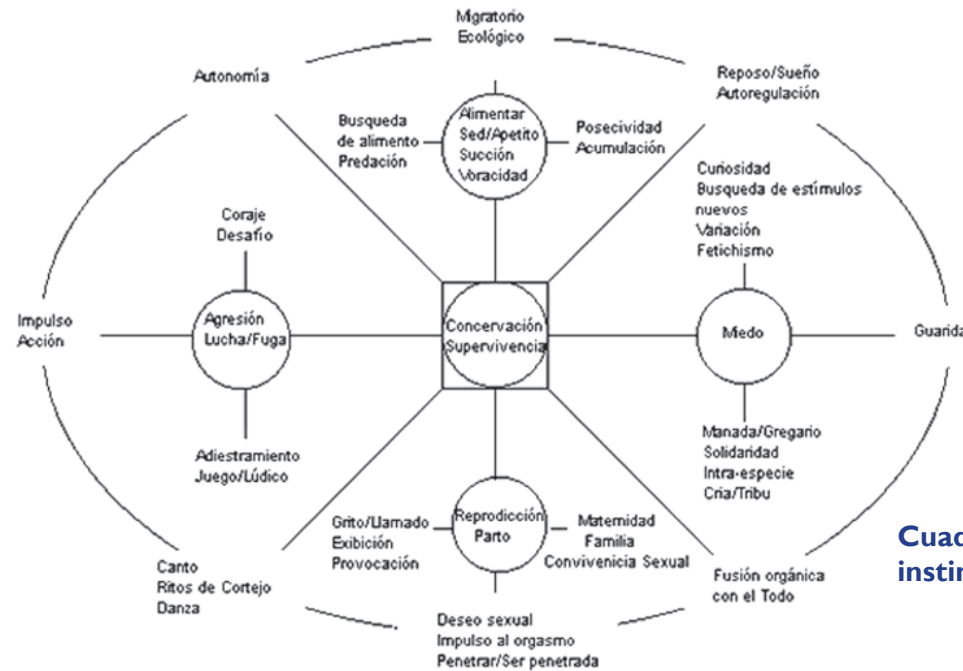 Migratorio
Ecológico
Autonomía
Reposo/Sueño
Autoregulación
Busqueda
de alimento
Predación
Alimentar
Sed/Apetito
Succión
Voracidad
Posecividad
Acumulación
Curiosidad
Busqueda de estímulos
nuevos
Variación
Fetichismo
Coraje
Desafío
Impulso
Acción
Agresión
Lucha/Fuga
Concervación
Supervivencia
Miedo
Guarida
Adiestramiento
Juego/Lúdico
Manada/Gregario
Solidaridad
Intra-especie
Cria/Tribu
Grito/Llamado
Exibición
Provocación
Reproducción
Parto
Maternidad
Familia
Convivenicia Sexual
Canto
Ritos de Cortejo
Danza
Fusión orgánica
con el Todo
Deseo sexual
Impulso al orgasmo
Penetrar/Ser penetrada